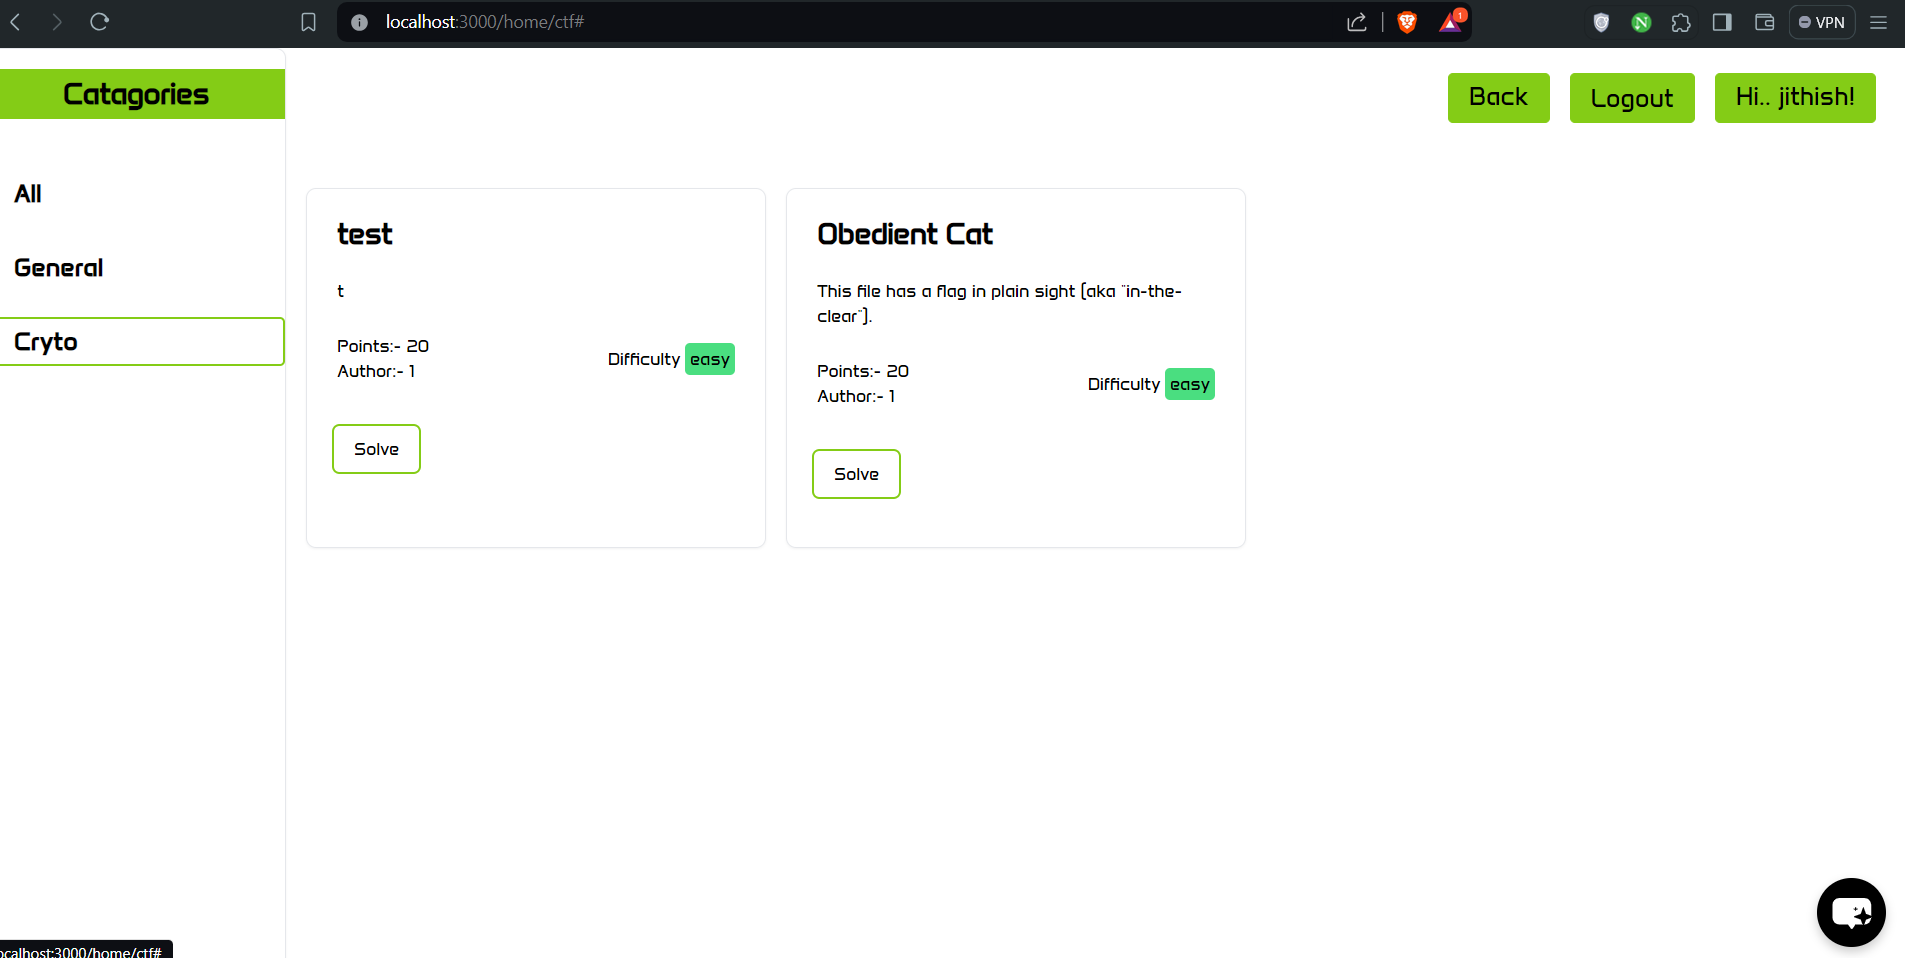 localhost:3000/home/ctf#
1
VPN
Catagories
Back
Logout
Hi.. jithish!
All
General
Cryto
test
t
Points:- 20
Author:- 1
Difficulty easy
Solve
Obedient Cat
This file has a flag in plain sight (aka "in-the-
clear").
Points:- 20
Author:- 1
Difficulty easy
Solve
ocalhost:3000/home/ctf#